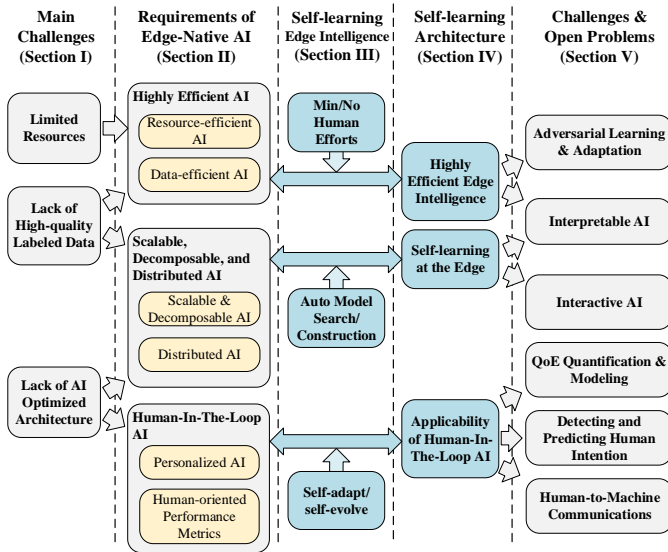 Main
Challenges
(Section I)
Requirements of
Edge-Native AI
(Section II)
Self-learning
Edge Intelligence
(Section III)
Self-learning
Architecture
(Section IV)
Challenges &
Open Problems
(Section V)
Limited
Resources
Lack of
High-quality
Labeled Data
Lack of AI
Optimized
Architecture
Highly Efficient AI
Resource-efficient
AI
Data-efficient AI
Scalable,
Decomposable, and
Distributed AI
Scalable &
Decomposable AI
Distributed AI
Human-In-The-Loop
AI
Personalized AI
Human-oriented
Performance
Metrics
Min/No
Human
Efforts
Auto Model
Search/
Construction
Self-adapt/
self-evolve
Highly
Efficient Edge
Intelligence
Self-learning
at the Edge
Applicability
of Human-In-
The-Loop AI
Adversarial Learning
& Adaptation
Interpretable AI
Interactive AI
QoE Quantification &
Modeling
Detecting and
Predicting Human
Intention
Human-to-Machine
Communications